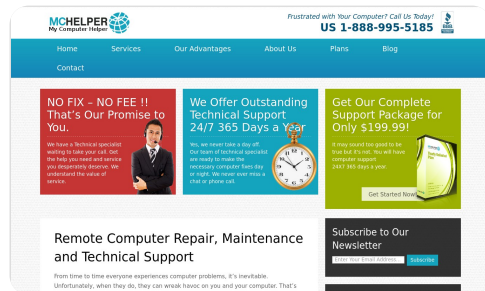 MCHELPER
My Computer Helper
Frustrated with Your Computer? Call Us Today!
US 1-888-995-5185
Home
Services
Our Advantages
About Us
Plans
Blog
Contact
NO FIX – NO FEE !!
That's Our Promise to
You.
We have a Technical specialist
waiting to take your call. Get
the help you need and service
you desperately deserve. We
understand the value of
service.
We Offer Outstanding
Technical Support
24/7 365 Days a Year
Yes, we never take a day off.
Our team of technical specialist
are ready to make the
necessary computer fixes day
or night. We never ever miss a
chat or phone call.
Get Our Complete
Support Package for
Only $199.99!
It may sound too good to be
true but it's not. You will have
computer support
24X7 365 days a year.
Get Started Now!
Remote Computer Repair, Maintenance
and Technical Support
From time to time everyone experiences computer problems, it's inevitable.
Unfortunately, when they do, they can wreak havoc on you and your computer. That's
Subscribe to Our
Newsletter
Enter Your Email Address...
Subscribe